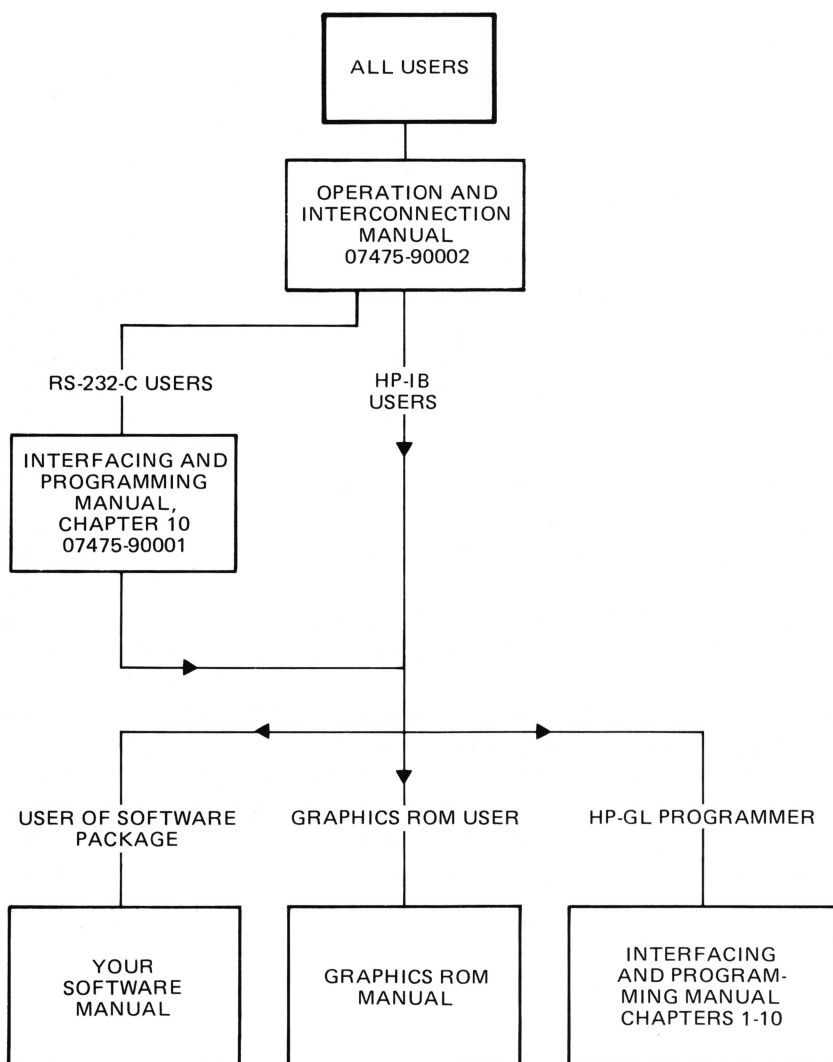 ALL USERS
OPERATION AND
INTERCONNECTION
MANUAL
07475-90002
RS-232-C USERS
HP-IB
USERS
INTERFACING AND
PROGRAMMING
MANUAL,
CHAPTER 10
07475-90001
USER OF SOFTWARE
PACKAGE
GRAPHICS ROM USER
HP-GL PROGRAMMER
YOUR
SOFTWARE
MANUAL
GRAPHICS ROM
MANUAL
INTERFACING
AND PROGRAM-
MING MANUAL
CHAPTERS 1-10